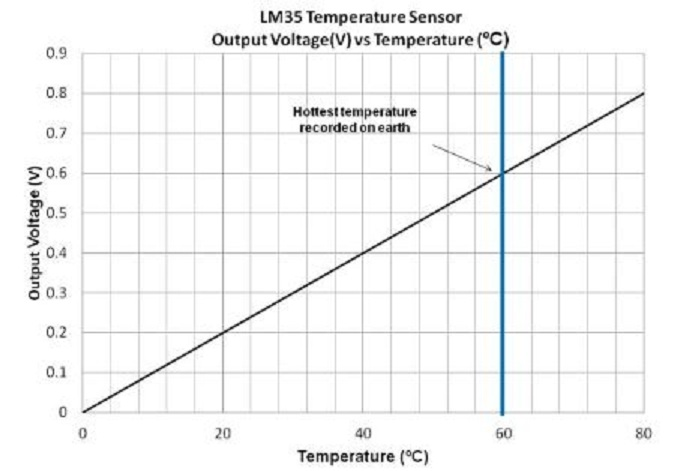 LM35 Temperature Sensor
Output Voltage(V) vs Temperature (ºC)
0.9
0.8
0.7
0.6
0.5
0.4
0.3
0.2
0.1
0
Output Voltage (V)
Hottest temperature
recorded on earth
0 20 40 60 80
Temperature (ºC)